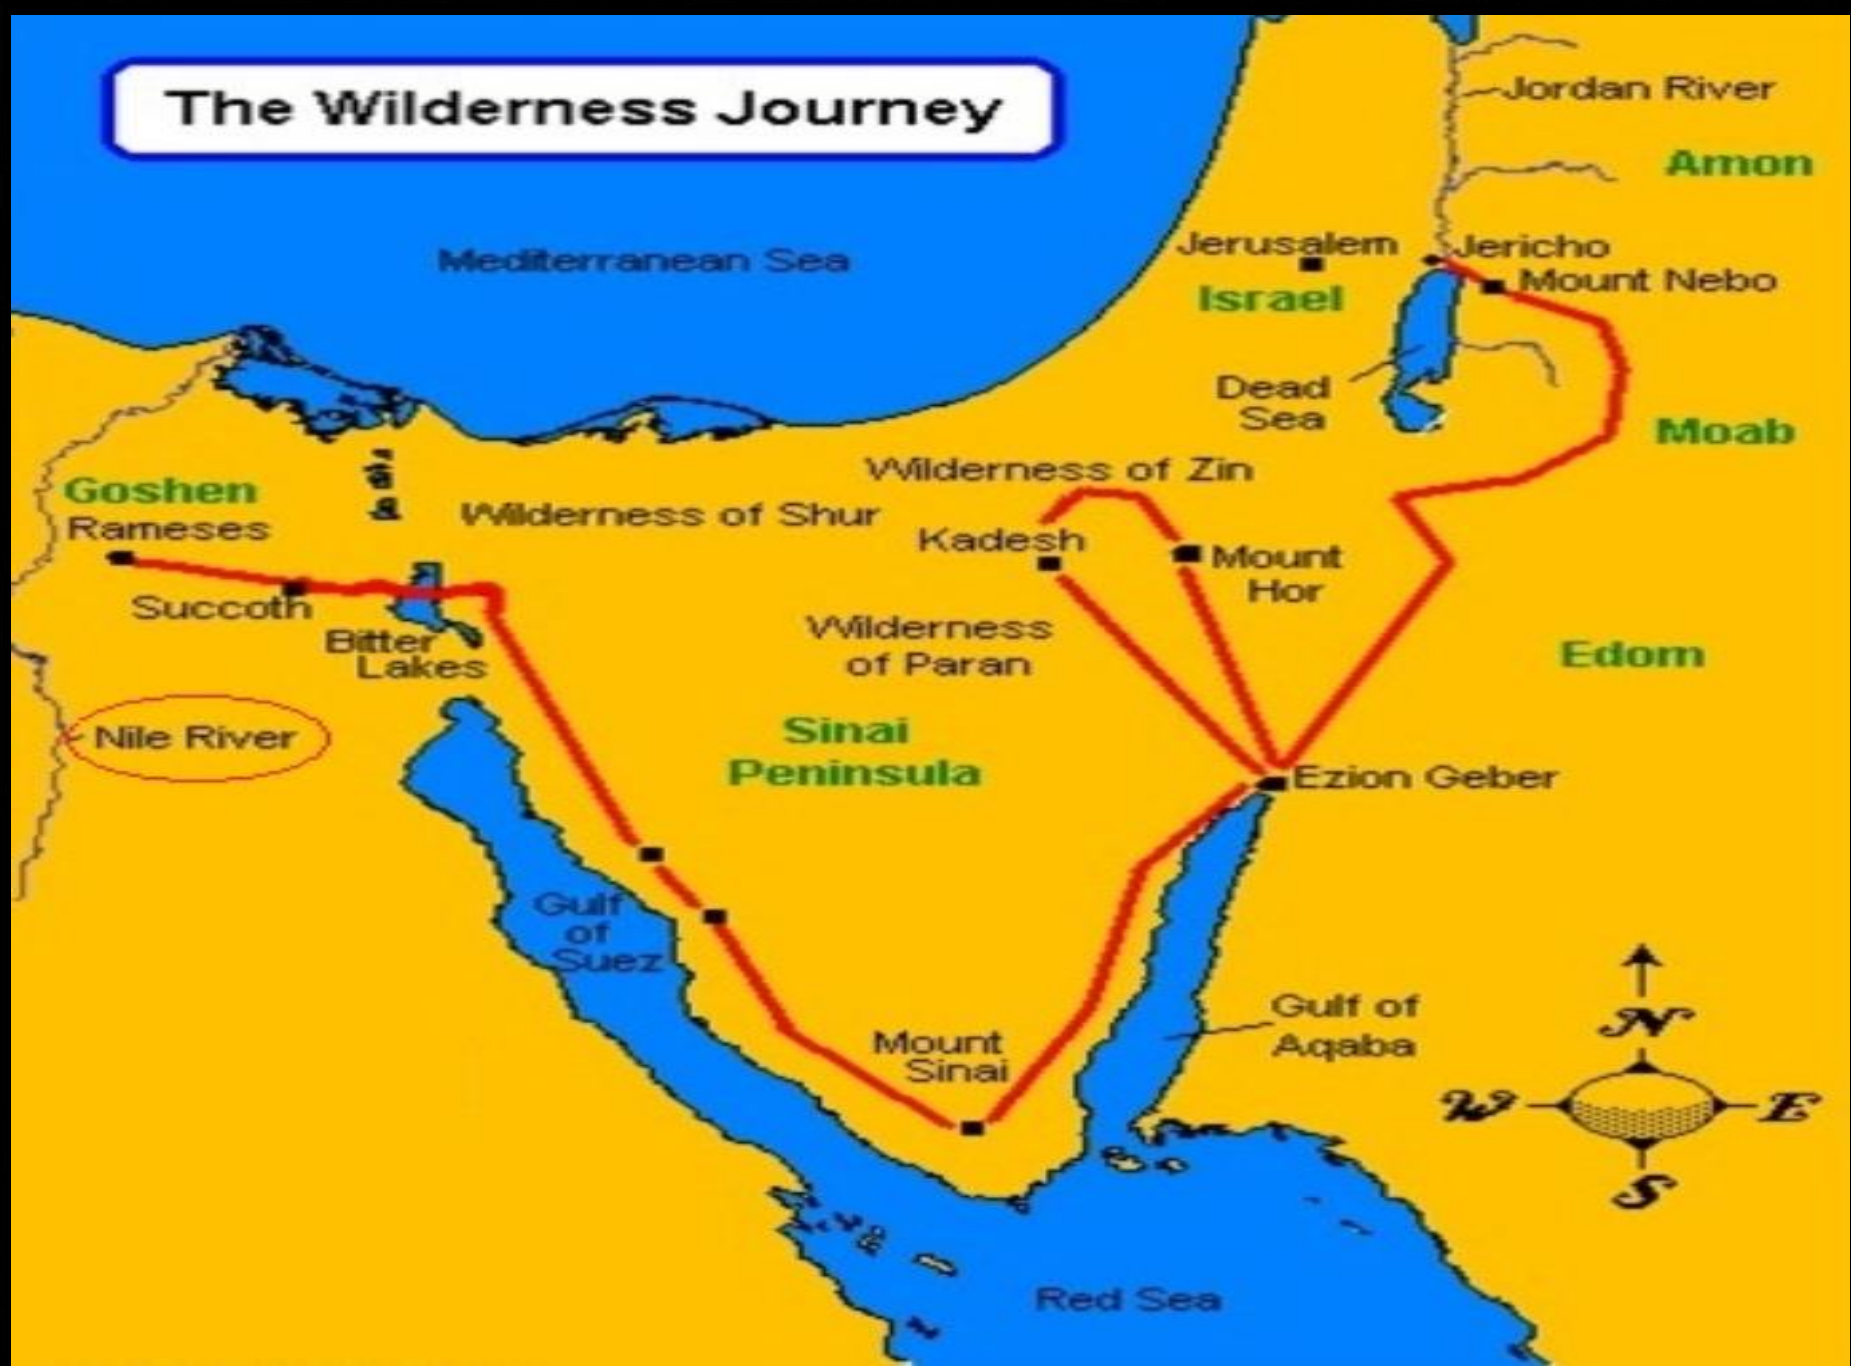 The Wilderness Journey
Jordan River
Amon
Mediterranean Sea
Jerusalem
Jericho
Mount Nebo
Israel
Dead
Sea
Moab
Wilderness of Zin
Goshen
Rameses
Wilderness of Shur
Kadesh
Mount
Hor
Succoth
Bitter
Lakes
Wilderness
of Paran
Edom
Nile River
Sinai
Peninsula
Ezion Geber
Gulf
of
Suez
Gulf of
Aqaba
Mount
Sinai
N
W E
S
Red Sea